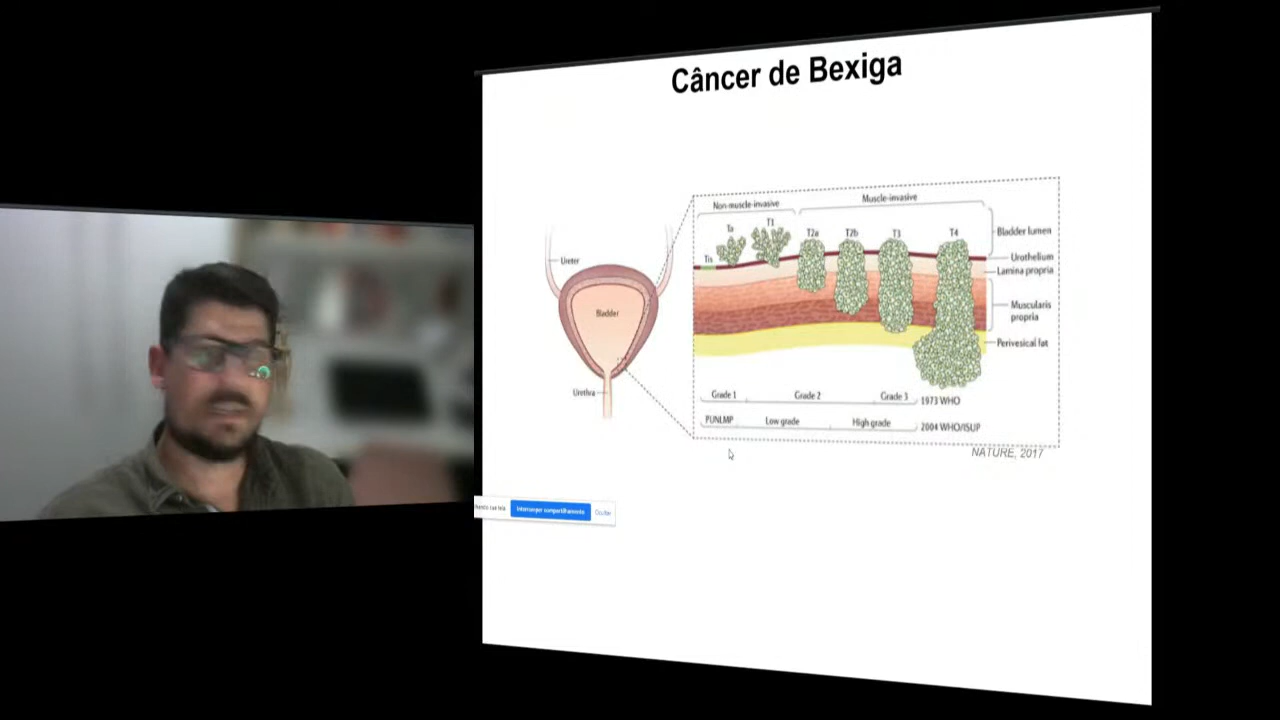 Câncer de Bexiga
Non-muscle-invasive
Muscle-invasive
Ta
T1
T2a
T2b
T3
T4
Tis
Bladder lumen
Urothelium
Lamina propria
Muscularis
propria
Perivesical fat
Ureter
Bladder
Urethra
Grade 1
Grade 2
Grade 3
1973 WHO
PUNLMP
Low grade
High grade
2004 WHO/ISUP
NATURE, 2017
sua tela
Interromper compartilhamento
Ocultar